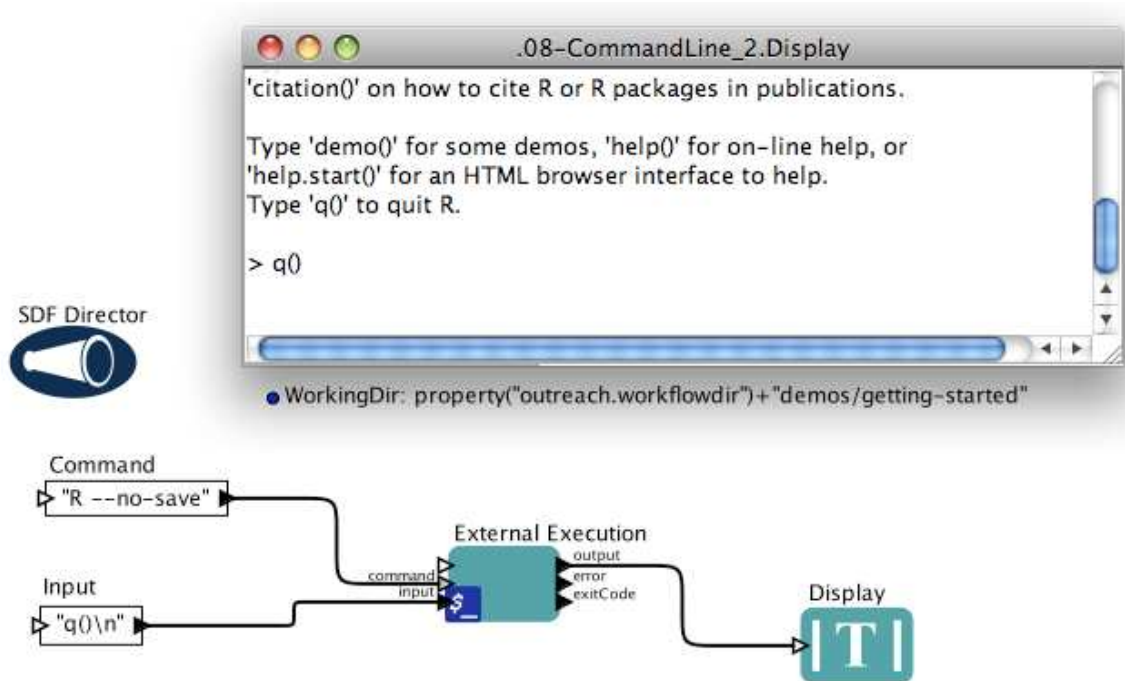 .08-CommandLine_2.Display
'citation()' on how to cite R or R packages in publications.
Type 'demo()' for some demos, 'help()' for on-line help, or
'help.start()' for an HTML browser interface to help.
Type 'q()' to quit R.
> q()
SDF Director
WorkingDir: property("outreach.workflowdir")+"demos/getting-started"
Command
"R --no-save"
External Execution
command
input
$_
output
error
exitCode
Input
"q()\n"
Display
T